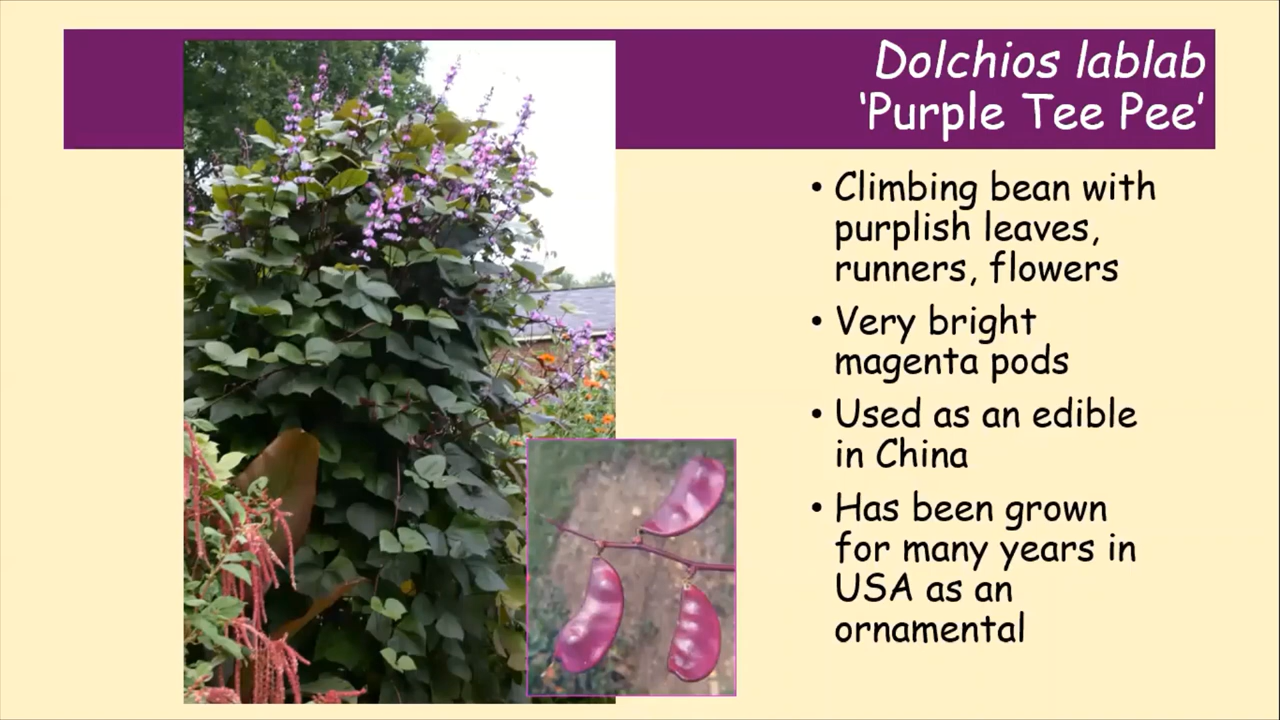 Dolchios lablab
‘Purple Tee Pee’
• Climbing bean with
purplish leaves,
runners, flowers
• Very bright
magenta pods
• Used as an edible
in China
• Has been grown
for many years in
USA as an
ornamental